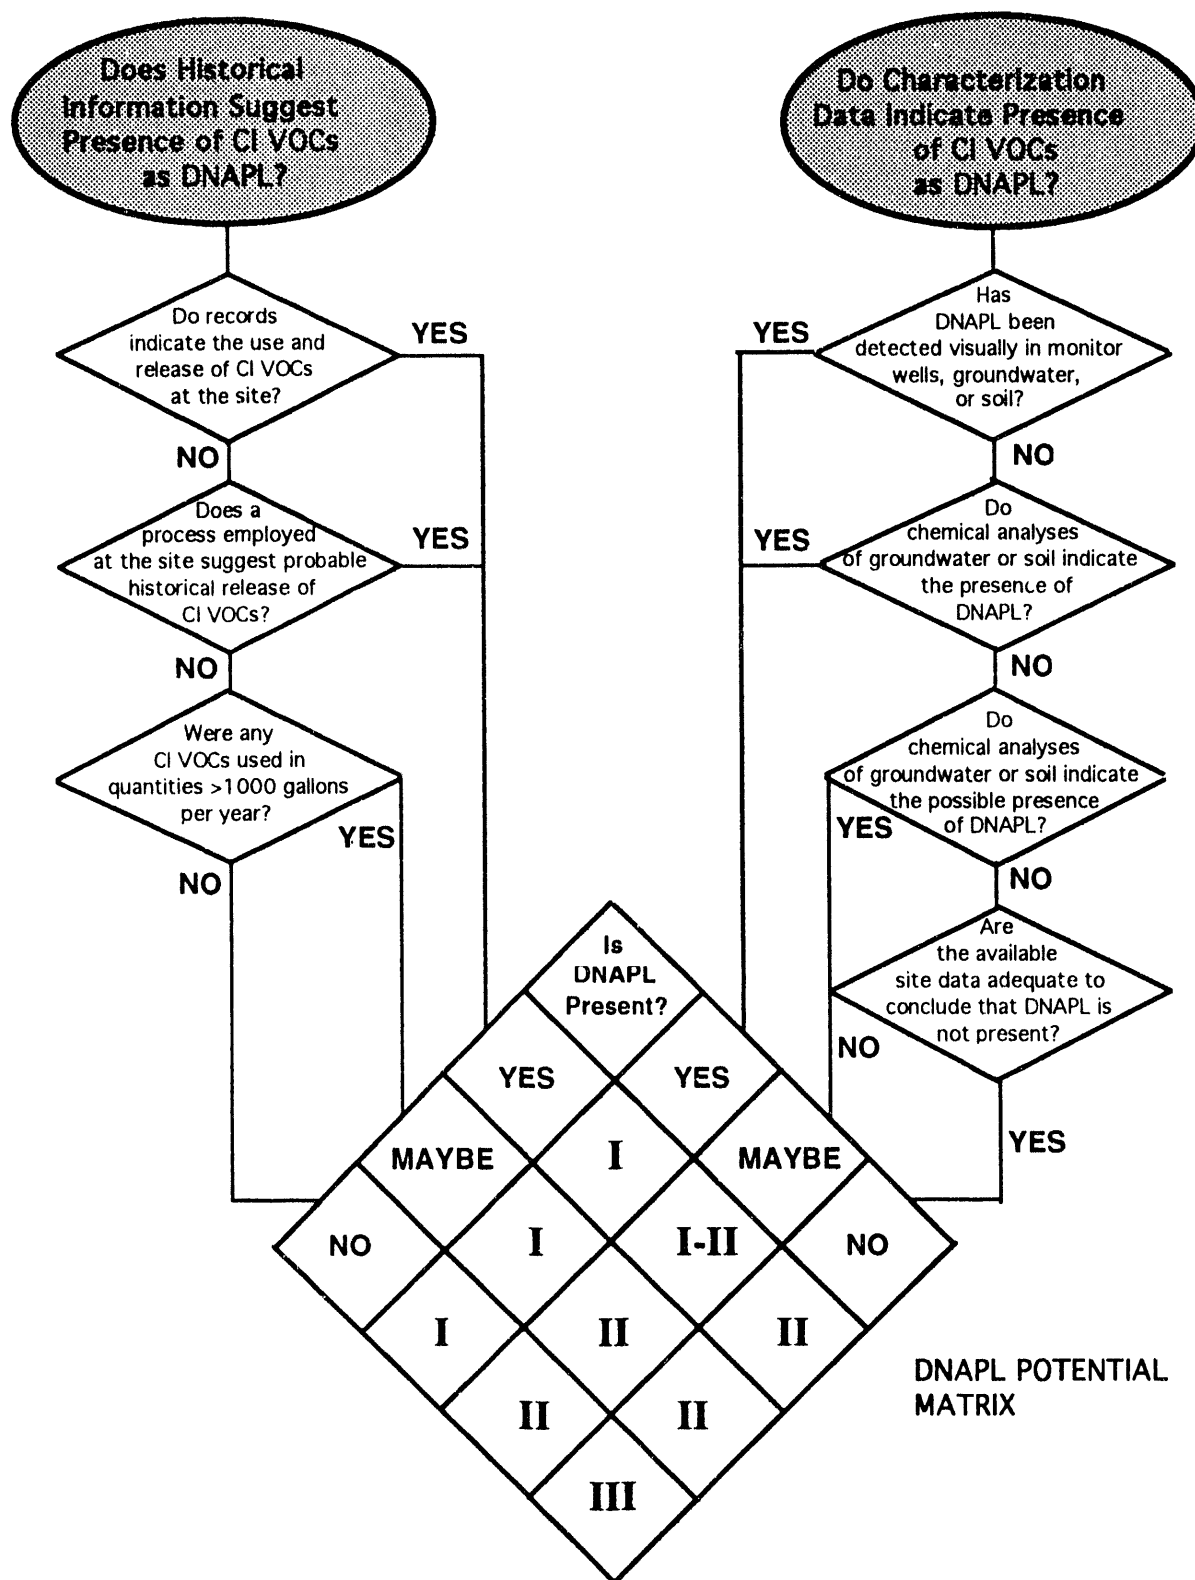 Does Historical
Information Suggest
Presence of Cl VOCs
as DNAPL?
Do records
indicate the use and
release of Cl VOCs
at the site?
YES
NO
Does a
process employed
at the site suggest probable
historical release of
Cl VOCs?
YES
NO
Were any
Cl VOCs used in
quantities >1000 gallons
per year?
YES
NO
Do Characterization
Data Indicate Presence
of Cl VOCs
as DNAPL?
Has
DNAPL been
detected visually in monitor
wells, groundwater,
or soil?
YES
NO
Do
chemical analyses
of groundwater or soil indicate
the presence of
DNAPL?
YES
NO
Do
chemical analyses
of groundwater or soil indicate
the possible presence
of DNAPL?
YES
NO
Are
the available
site data adequate to
conclude that DNAPL is
not present?
NO
YES
Is
DNAPL
Present?
YES YES
MAYBE I MAYBE
NO I I-II NO
I II II
II II
III
DNAPL POTENTIAL
MATRIX